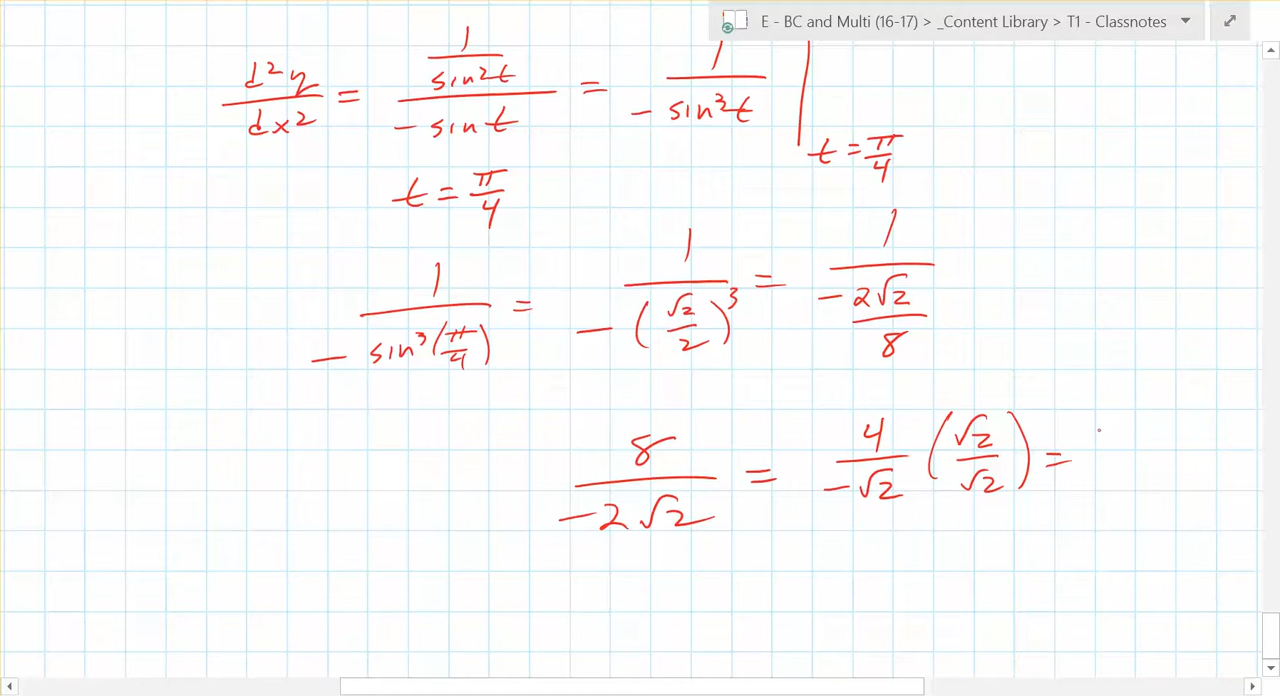 E - BC and Multi (16-17) > _Content Library > T1 - Classnotes
d²y/dx2 = (1/sin²t)/(- sin t) = 1/(- sin³t) | t = π/4
t = π/4
1/(- sin³(π/4)) = 1/(- (√2/2)³) = 1/(- 2√2/8)
8/(-2√2) = 4/(-√2) (√2/√2) =